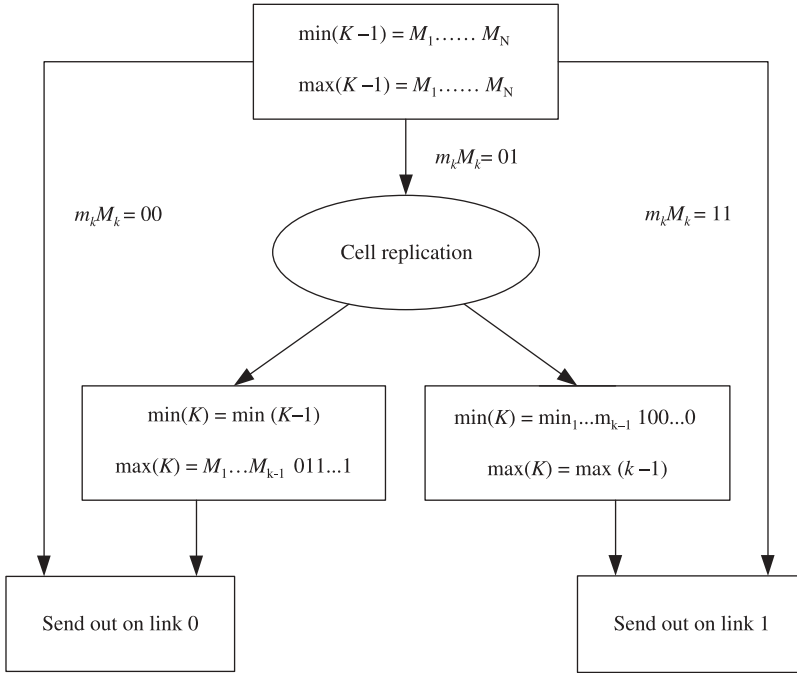 min(K –1) = M₁…… M_N
max(K –1) = M₁…… M_N
mₖMₖ = 01
mₖMₖ = 00
mₖMₖ = 11
Cell replication
min(K) = min (K–1)
max(K) = M₁…Mₖ₋₁ 011...1
min(K) = min₁...mₖ₋₁ 100...0
max(K) = max (k –1)
Send out on link 0
Send out on link 1